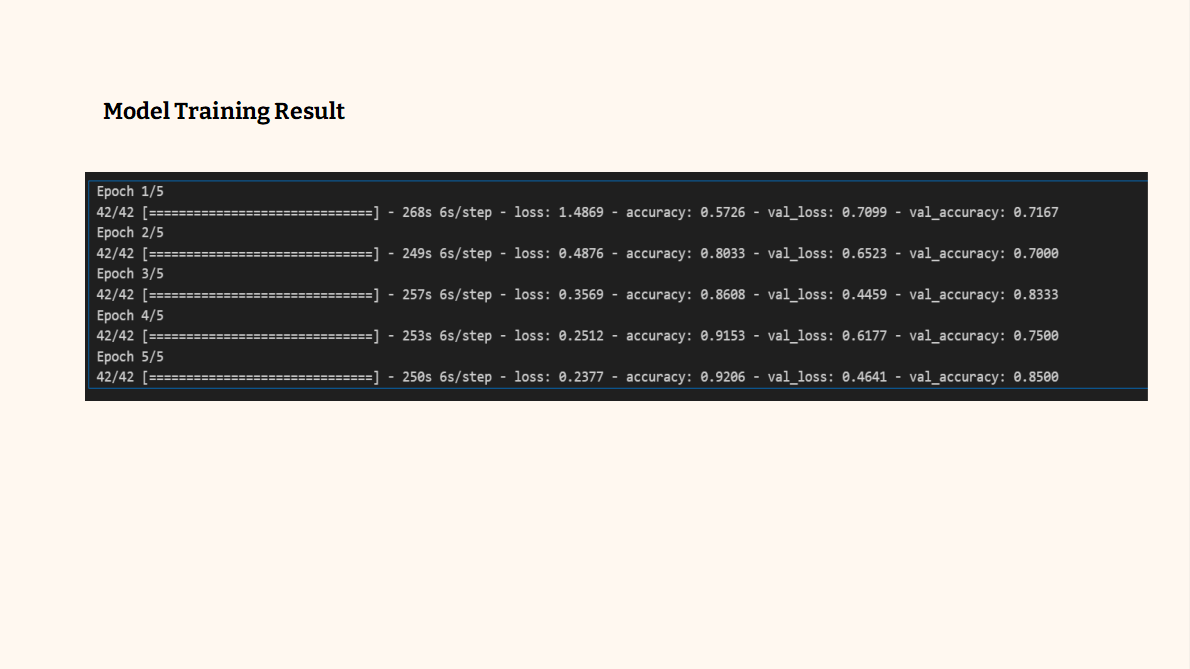 Model Training Result
Epoch 1/5
42/42 [==============================] - 268s 6s/step - loss: 1.4869 - accuracy: 0.5726 - val_loss: 0.7099 - val_accuracy: 0.7167
Epoch 2/5
42/42 [==============================] - 249s 6s/step - loss: 0.4876 - accuracy: 0.8033 - val_loss: 0.6523 - val_accuracy: 0.7000
Epoch 3/5
42/42 [==============================] - 257s 6s/step - loss: 0.3569 - accuracy: 0.8608 - val_loss: 0.4459 - val_accuracy: 0.8333
Epoch 4/5
42/42 [==============================] - 253s 6s/step - loss: 0.2512 - accuracy: 0.9153 - val_loss: 0.6177 - val_accuracy: 0.7500
Epoch 5/5
42/42 [==============================] - 250s 6s/step - loss: 0.2377 - accuracy: 0.9206 - val_loss: 0.4641 - val_accuracy: 0.8500